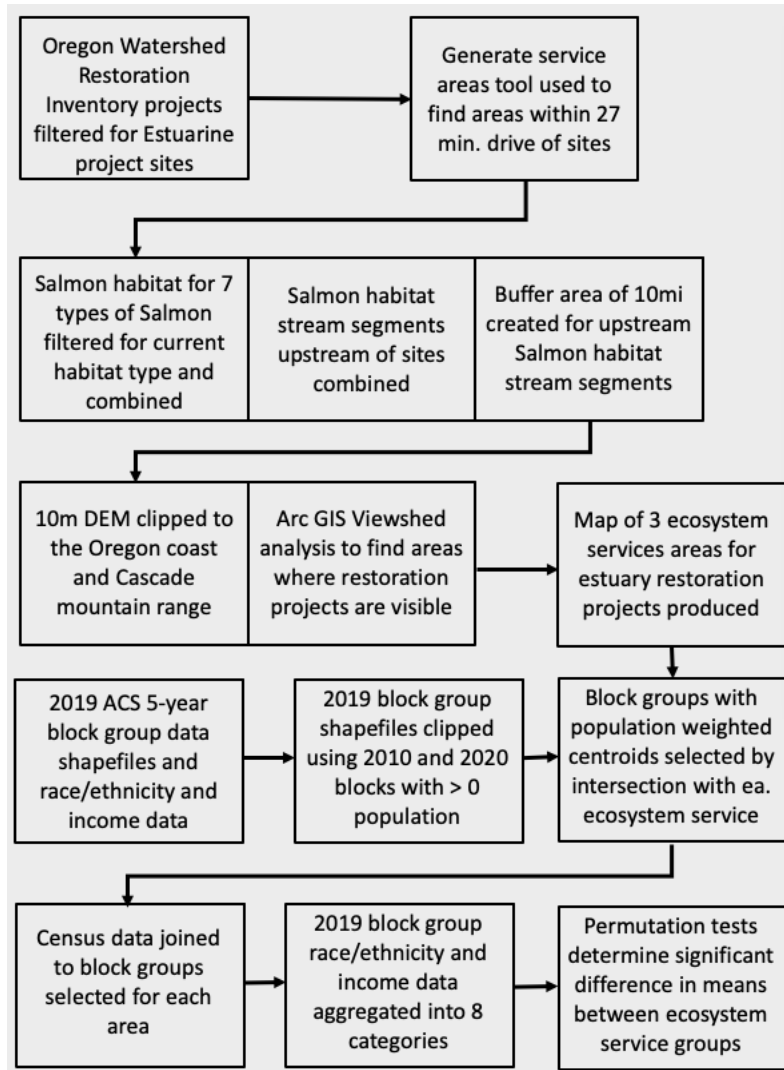 Oregon Watershed
Restoration
Inventory projects
filtered for Estuarine
project sites
Generate service
areas tool used to
find areas within 27
min. drive of sites
Salmon habitat for 7
types of Salmon
filtered for current
habitat type and
combined
Salmon habitat
stream segments
upstream of sites
combined
Buffer area of 10mi
created for upstream
Salmon habitat
stream segments
10m DEM clipped to
the Oregon coast
and Cascade
mountain range
Arc GIS Viewshed
analysis to find areas
where restoration
projects are visible
Map of 3 ecosystem
services areas for
estuary restoration
projects produced
2019 ACS 5-year
block group data
shapefiles and
race/ethnicity and
income data
2019 block group
shapefiles clipped
using 2010 and 2020
blocks with > 0
population
Block groups with
population weighted
centroids selected by
intersection with ea.
ecosystem service
Census data joined
to block groups
selected for each
area
2019 block group
race/ethnicity and
income data
aggregated into 8
categories
Permutation tests
determine significant
difference in means
between ecosystem
service groups